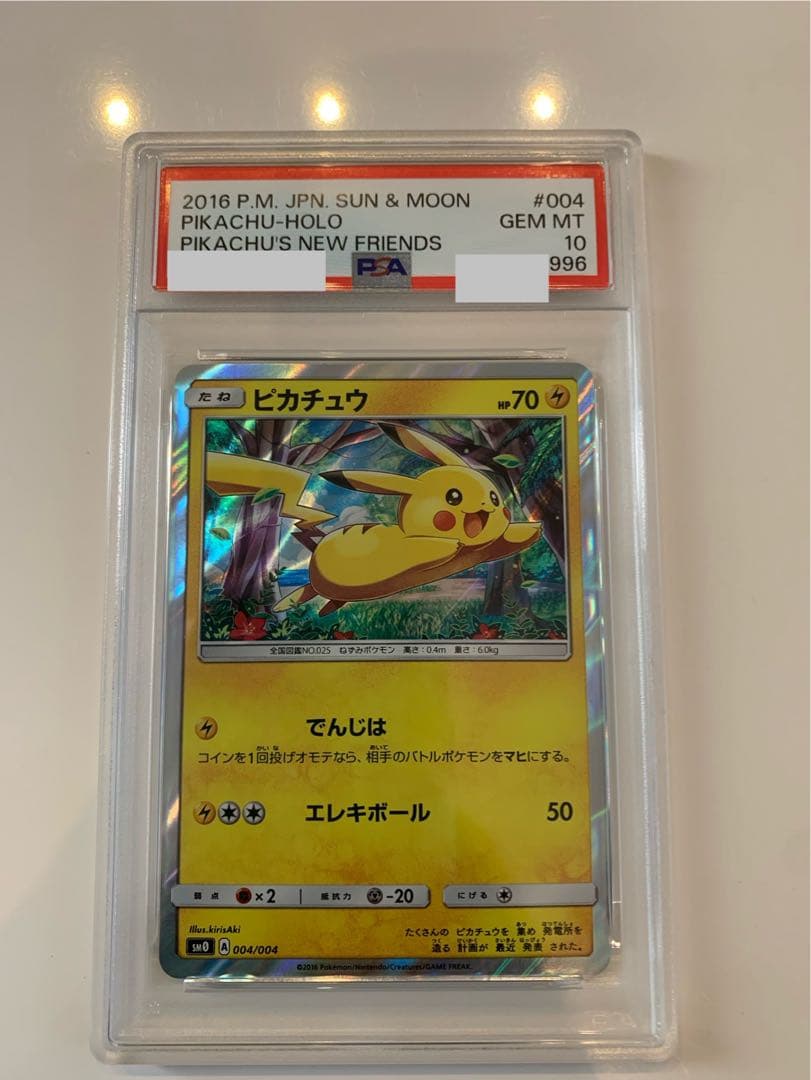 2016 P.M. JPN. SUN & MOON #004
PIKACHU-HOLO GEM MT
PIKACHU'S NEW FRIENDS 10
PSA 996
たね ピカチュウ HP70
全国図鑑NO.025 ねずみポケモン 高さ:0.4m 重さ:6.0kg
でんじは
コインを1回投げオモテなら、相手のバトルポケモンをマヒにする。
エレキボール 50
弱点 ×2 抵抗力 -20 にげる
Illus.kirisAki
たくさんの ピカチュウを 集め 発電所を
造る 計画が 最近 発表 された。
SM0 A 004/004
©2016 Pokémon/Nintendo/Creatures/GAME FREAK.